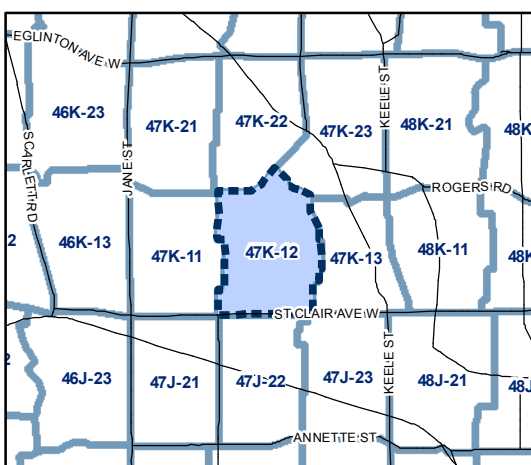 EGLINTON AVE W
KEELE ST
46K-23
47K-21
47K-22
47K-23
48K-21
48K
SCARLETT RD
JANE ST
ROGERS RD
2
46K-13
47K-11
47K-12
47K-13
48K-11
48K
ST CLAIR AVE W
2
46J-23
47J-21
47J-22
47J-23
KEELE ST
48J-21
48J
ANNETTE ST